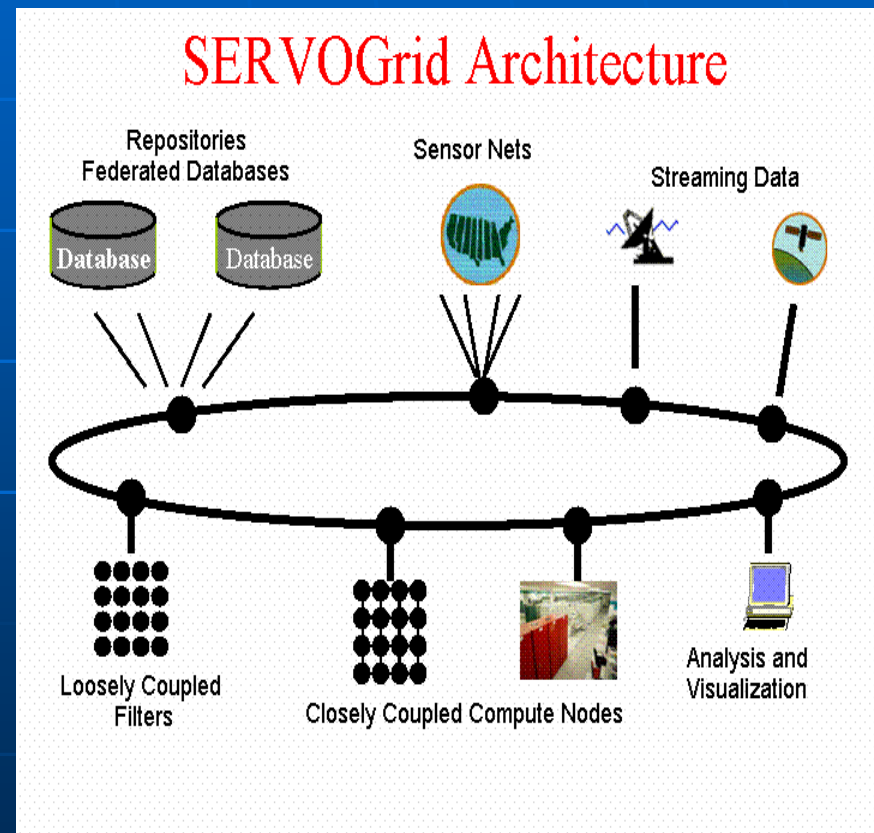 SERVOGrid Architecture
Repositories
Federated Databases
Sensor Nets
Streaming Data
Database
Database
Loosely Coupled
Filters
Closely Coupled Compute Nodes
Analysis and
Visualization